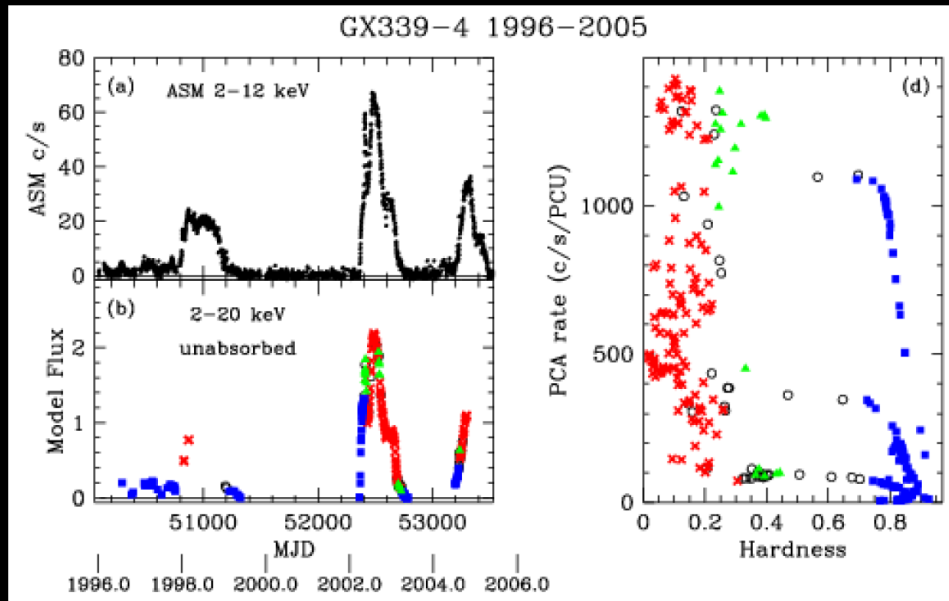 GX339-4 1996-2005
80
60
40
20
0
ASM c/s
(a)
ASM 2-12 keV
2
1
0
Model Flux
(b)
2-20 keV
unabsorbed
51000 52000 53000
MJD
1996.0 1998.0 2000.0 2002.0 2004.0 2006.0
(d)
1000
500
0
PCA rate (c/s/PCU)
0 0.2 0.4 0.6 0.8
Hardness